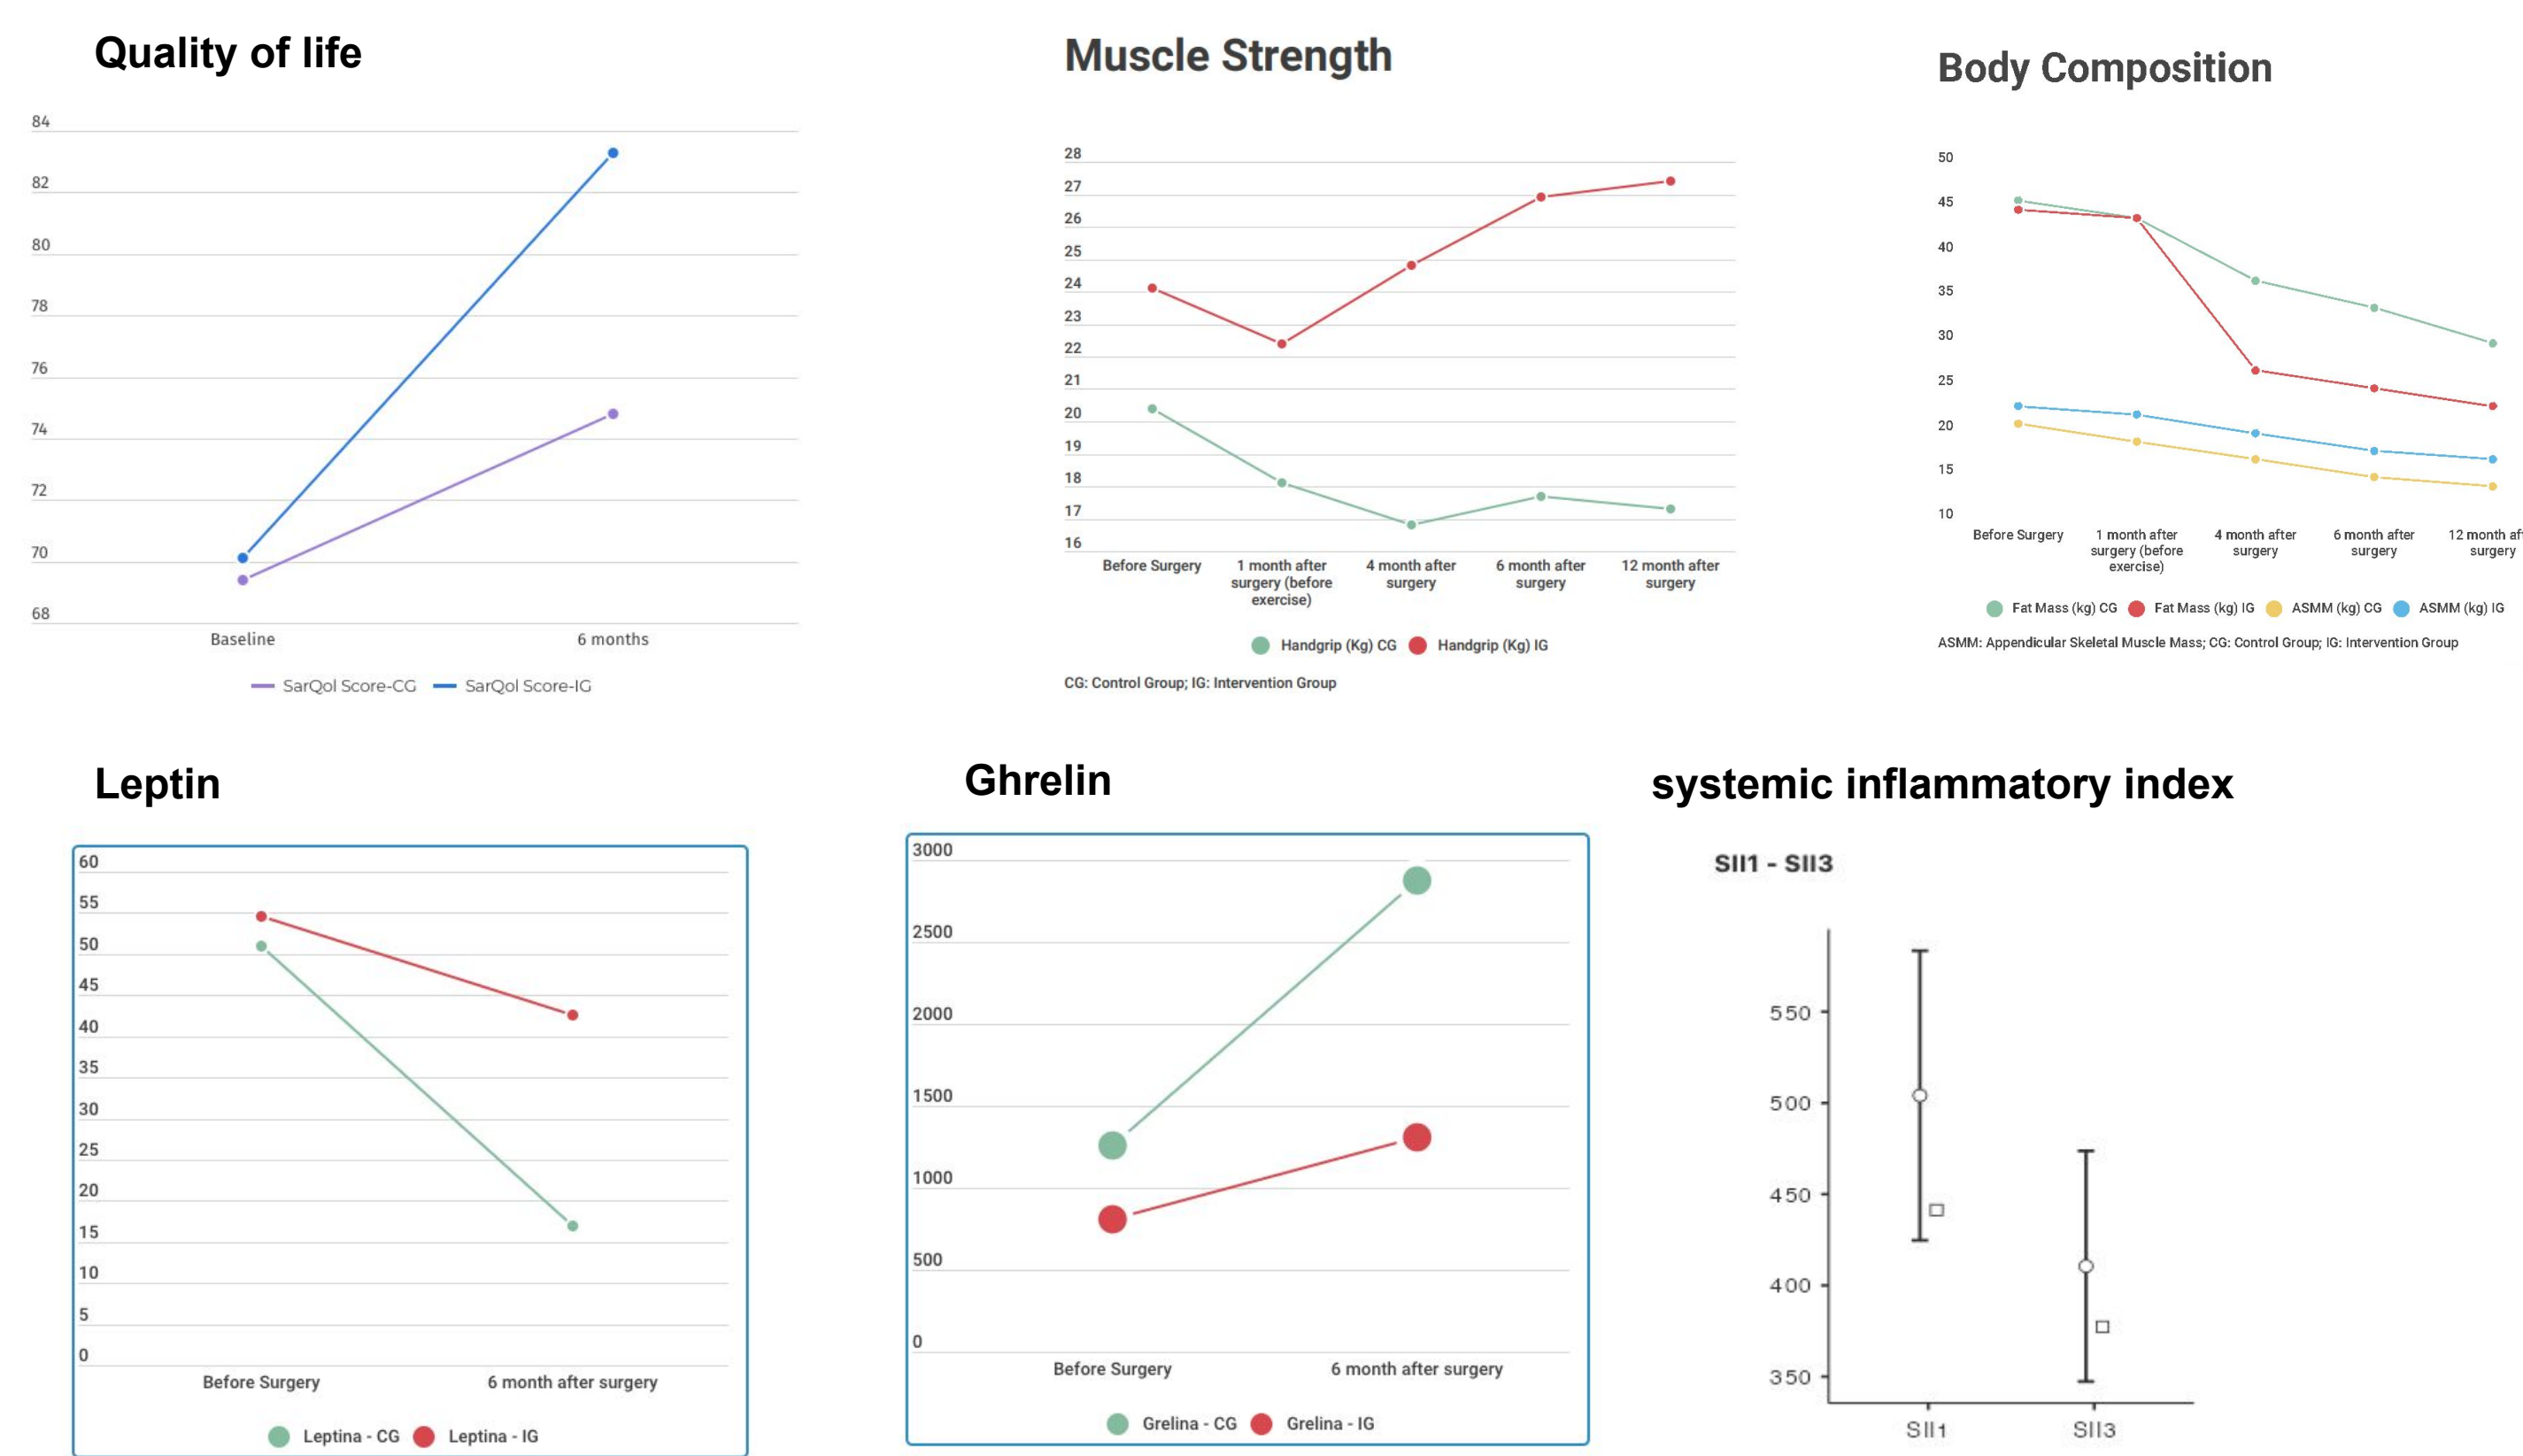 Quality of life
84
82
80
78
76
74
72
70
68
Baseline 6 months
SarQol Score-CG SarQol Score-IG
Muscle Strength
28
27
26
25
24
23
22
21
20
19
18
17
16
Before Surgery 1 month after 4 month after 6 month after 12 month after
surgery (before surgery surgery surgery
exercise)
Handgrip (Kg) CG Handgrip (Kg) IG
CG: Control Group; IG: Intervention Group
Body Composition
50
45
40
35
30
25
20
15
10
Before Surgery 1 month after 4 month after 6 month after 12 month af
surgery (before surgery surgery surgery
exercise)
Fat Mass (kg) CG Fat Mass (kg) IG ASMM (kg) CG ASMM (kg) IG
ASMM: Appendicular Skeletal Muscle Mass; CG: Control Group; IG: Intervention Group
Leptin
60
55
50
45
40
35
30
25
20
15
10
5
0
Before Surgery 6 month after surgery
Leptina - CG Leptina - IG
Ghrelin
3000
2500
2000
1500
1000
500
0
Before Surgery 6 month after surgery
Grelina - CG Grelina - IG
systemic inflammatory index
SII1 - SII3
550
500
450
400
350
SII1 SII3